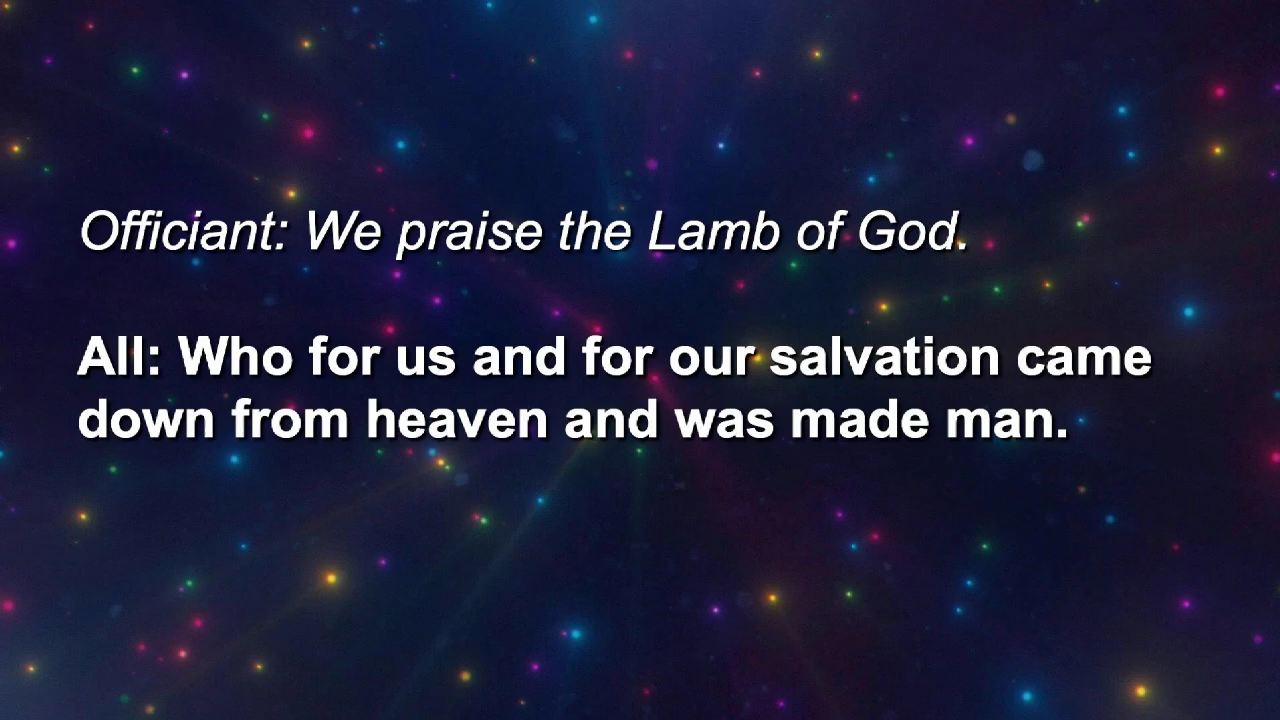 Officiant: We praise the Lamb of God.
All: Who for us and for our salvation came
down from heaven and was made man.